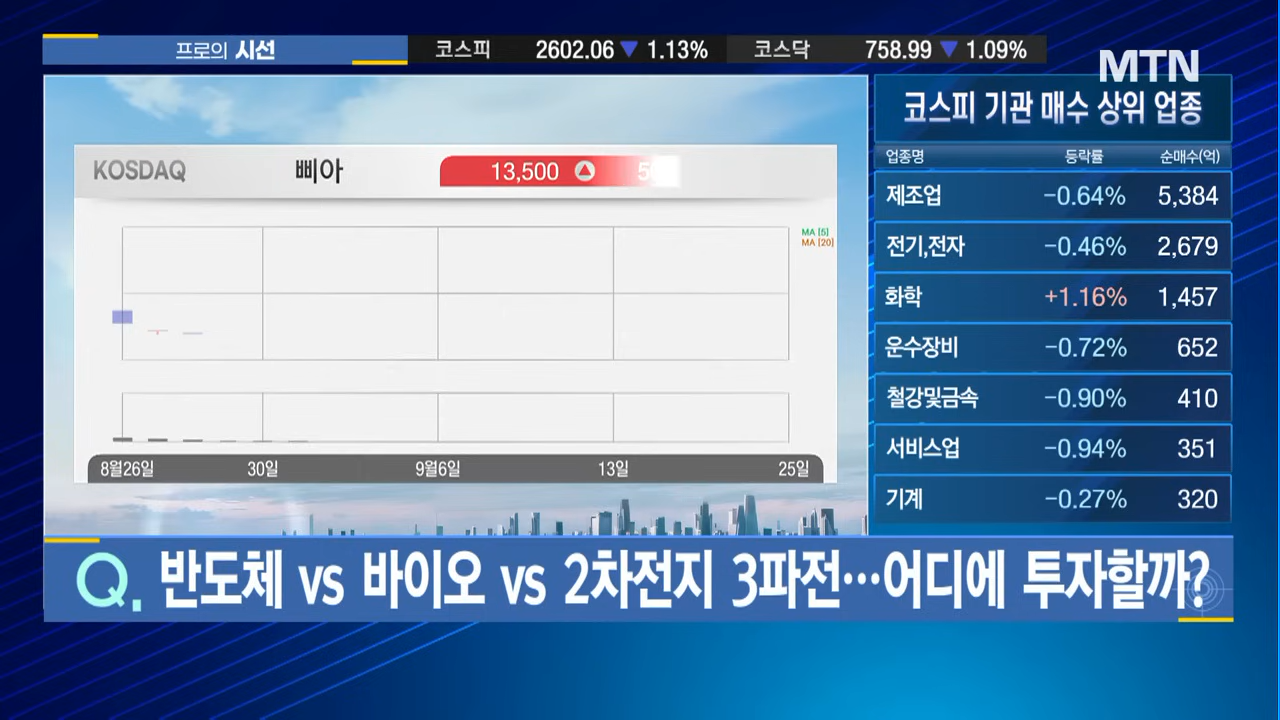 프로의 시선
코스피 2602.06 ▼ 1.13%
코스닥 758.99 ▼ 1.09%
MTN
KOSDAQ 삐아 13,500
MA [5]
MA [20]
8월26일 30일 9월6일 13일 25일
코스피 기관 매수 상위 업종
업종명 등락률 순매수(억)
제조업 -0.64% 5,384
전기,전자 -0.46% 2,679
화학 +1.16% 1,457
운수장비 -0.72% 652
철강및금속 -0.90% 410
서비스업 -0.94% 351
기계 -0.27% 320
Q. 반도체 vs 바이오 vs 2차전지 3파전…어디에 투자할까?